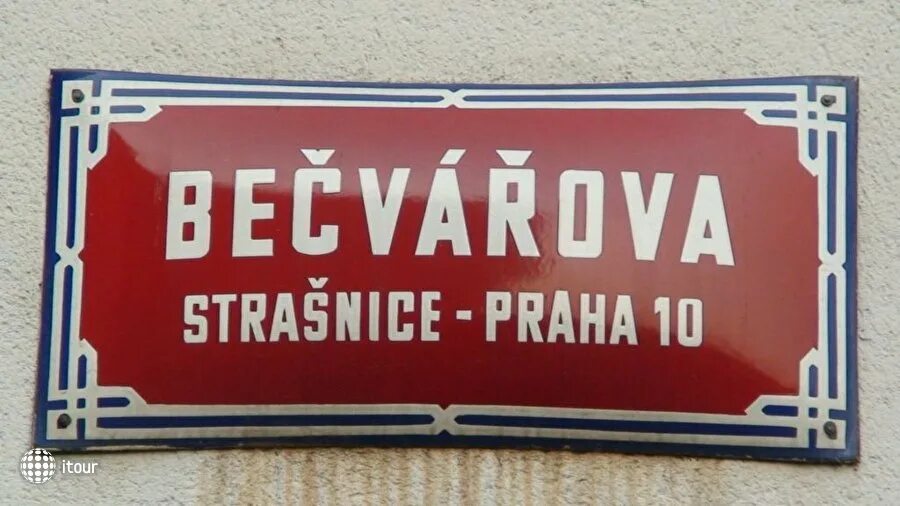 BEČVÁŘOVA
STRAŠNICE - PRAHA 10
itour